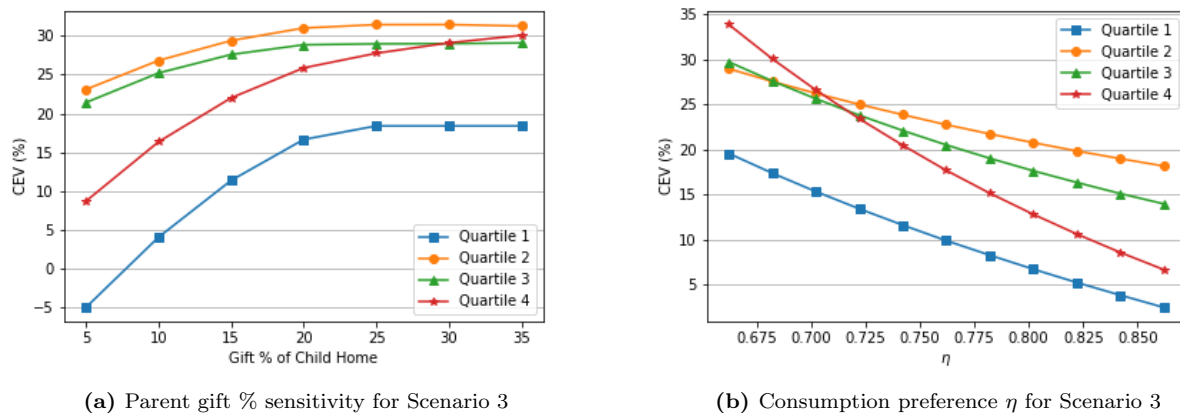 30
25
20
15
10
5
0
−5
CEV (%)
5 10 15 20 25 30 35
Gift % of Child Home
Quartile 1
Quartile 2
Quartile 3
Quartile 4
(a) Parent gift % sensitivity for Scenario 3
35
30
25
20
15
10
5
CEV (%)
0.675 0.700 0.725 0.750 0.775 0.800 0.825 0.850
η
Quartile 1
Quartile 2
Quartile 3
Quartile 4
(b) Consumption preference η for Scenario 3